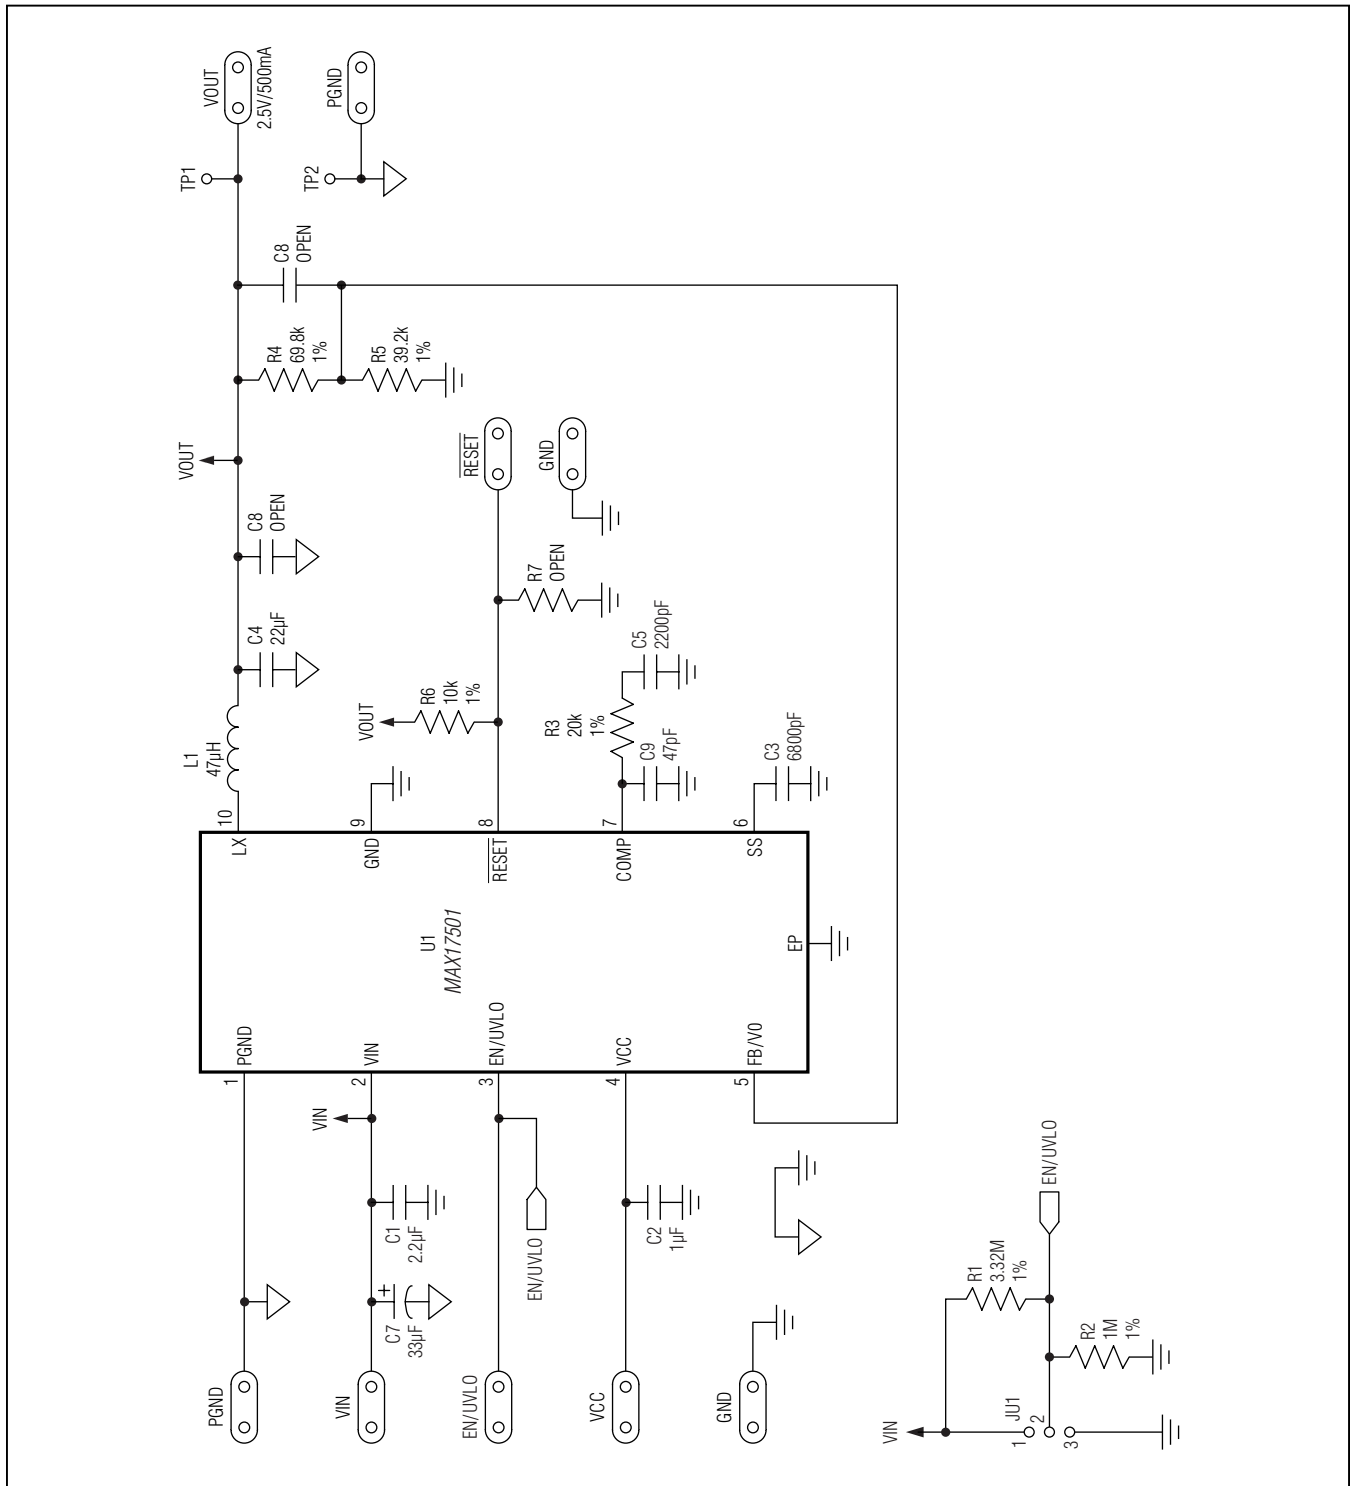 VOUT
2.5V/500mA
PGND
TP1
TP2
C8
OPEN
R4
69.8k
1%
R5
39.2k
1%
VOUT
RESET
GND
C8
OPEN
R7
OPEN
C4
22µF
C5
2200pF
VOUT
R6
10k
1%
R3
20k
1%
L1
47µH
C9
47pF
C3
6800pF
10
9
8
7
6
LX
GND
RESET
COMP
SS
U1
MAX17501
EP
PGND
VIN
EN/UVLO
VCC
FB/VO
1
2
3
4
5
VIN
C1
2.2µF
EN/UVLO
C2
1µF
C7
+
33µF
PGND
VIN
EN/UVLO
VCC
GND
EN/UVLO
R1
3.32M
1%
R2
1M
1%
JU1
VIN
1
2
3